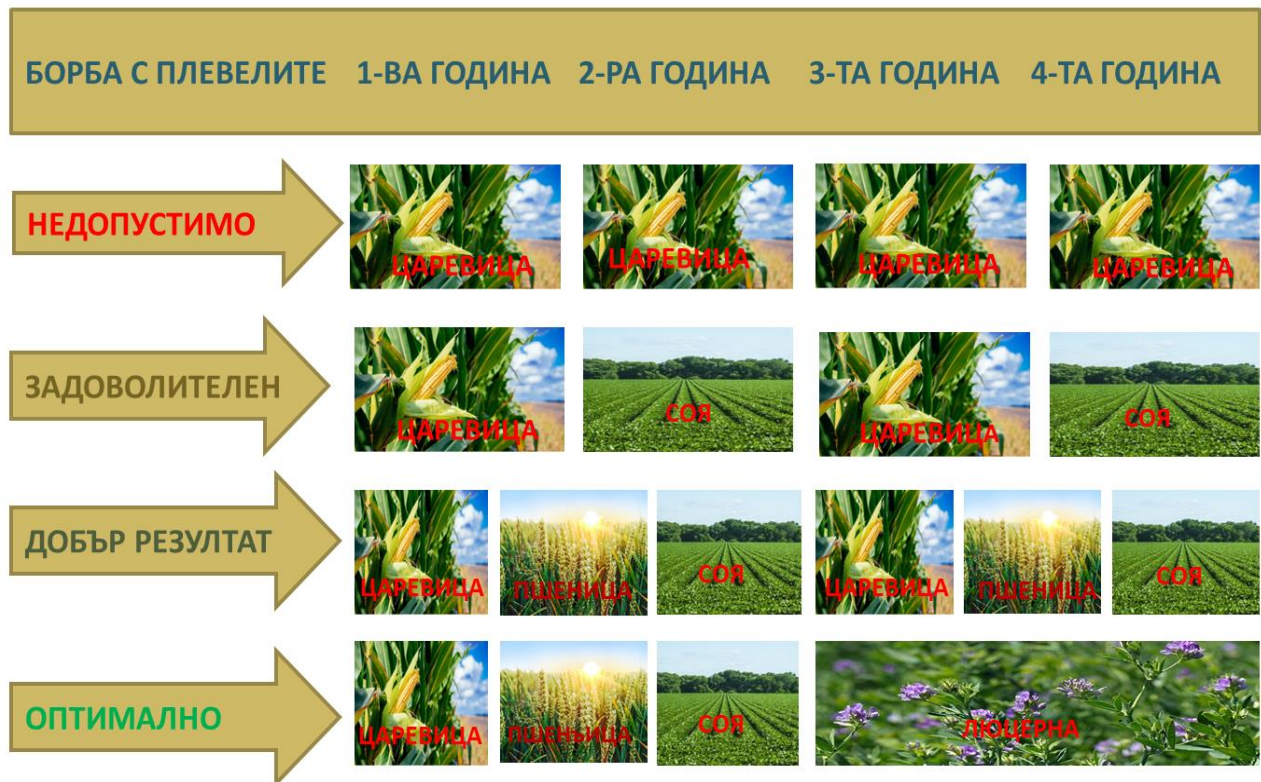 БОРБА С ПЛЕВЕЛИТЕ 1-ВА ГОДИНА 2-РА ГОДИНА 3-ТА ГОДИНА 4-ТА ГОДИНА
НЕДОПУСТИМО ЦАРЕВИЦА ЦАРЕВИЦА ЦАРЕВИЦА ЦАРЕВИЦА
ЗАДОВОЛИТЕЛЕН ЦАРЕВИЦА СОЯ ЦАРЕВИЦА СОЯ
ДОБЪР РЕЗУЛТАТ ЦАРЕВИЦА ПШЕНИЦА СОЯ ЦАРЕВИЦА ПШЕНИЦА СОЯ
ОПТИМАЛНО ЦАРЕВИЦА ПШЕНЬИЦА СОЯ ЛЮЦЕРНА